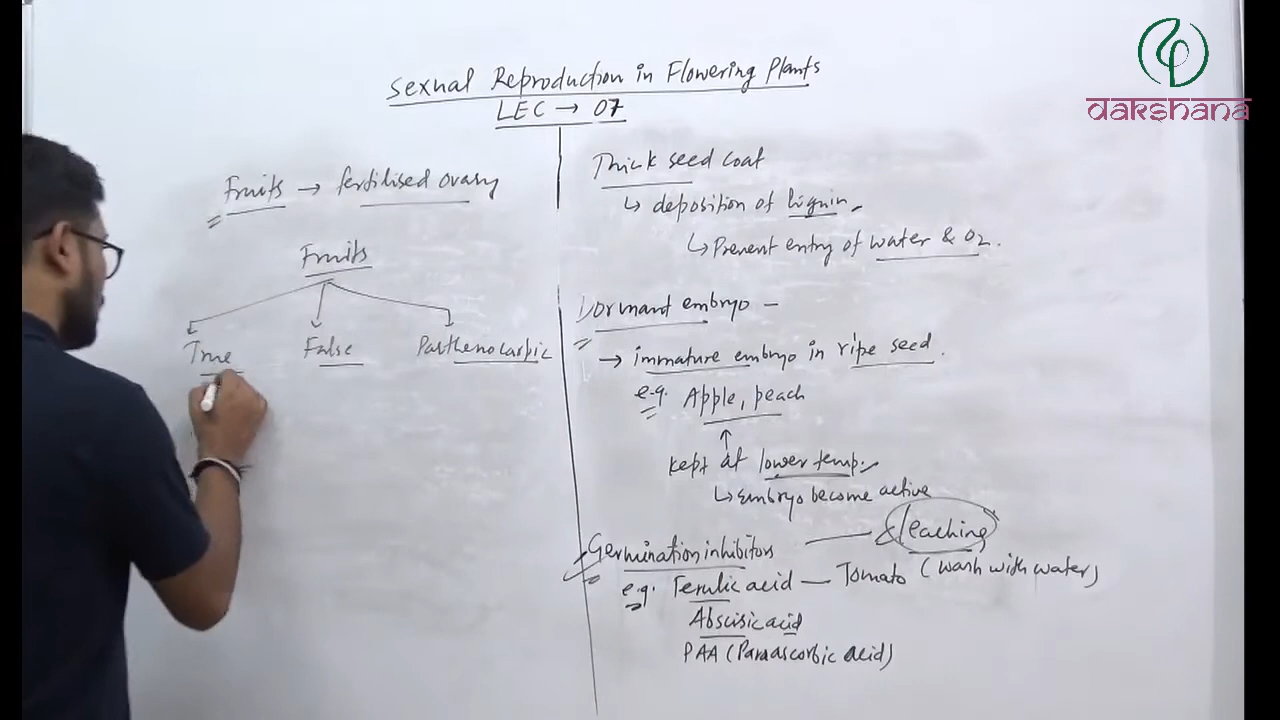 dakshana
Sexual Reproduction in Flowering Plants
LEC → 07
Fruits → fertilised ovary
Fruits
True False Parthenocarpic
Thick seed coat
↳ deposition of lignin.
↳ Prevent entry of water & O2.
Dormant embryo –
→ immature embryo in ripe seed.
e.g. Apple, peach
↑
kept at lower temp.
↳ embryo become active
Germination inhibitors — Leaching
(wash with water)
e.g. Ferulic acid — Tomato
Abscisic acid
PAA (Paraascorbic acid)